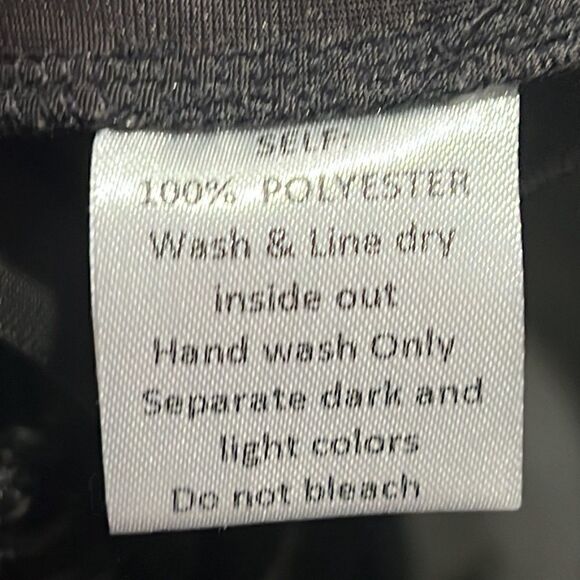 SELF:
100% POLYESTER
Wash & Line dry
inside out
Hand wash Only
Separate dark and
light colors
Do not bleach